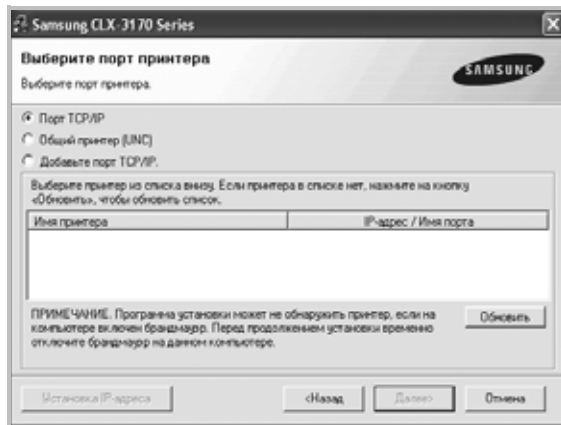 Samsung CLX-3170 Series
Выберите порт принтера
Выберите порт принтера.
SAMSUNG
Порт TCP/IP
Общий принтер (UNC)
Добавьте порт TCP/IP.
Выберите принтер из списка внизу. Если принтера в списке нет, нажмите на кнопку
«Обновить», чтобы обновить список.
Имя принтера IP-адрес / Имя порта
ПРИМЕЧАНИЕ. Программа установки может не обнаружить принтер, если на
компьютере включен брандмауэр. Перед продолжением установки временно
отключите брандмауэр на данном компьютере.
Обновить
Установка IP-адреса <Назад Далее> Отмена